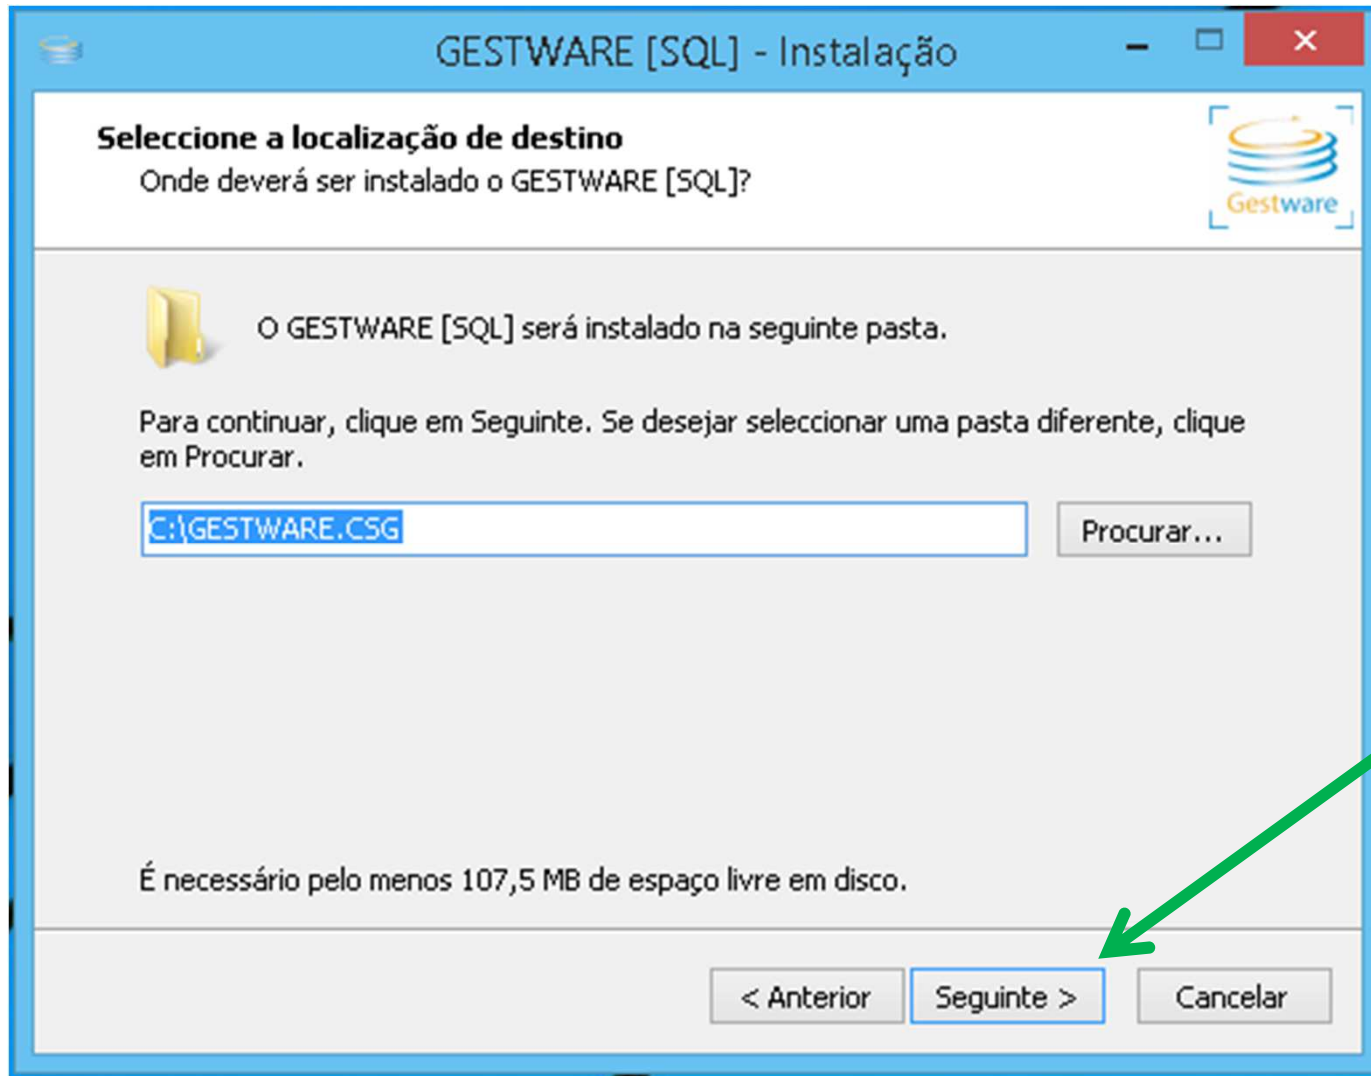 GESTWARE [SQL] - Instalação
Seleccione a localização de destino
Onde deverá ser instalado o GESTWARE [SQL]?
Gestware
O GESTWARE [SQL] será instalado na seguinte pasta.
Para continuar, clique em Seguinte. Se desejar seleccionar uma pasta diferente, clique
em Procurar.
C:\GESTWARE.CSG
Procurar...
É necessário pelo menos 107,5 MB de espaço livre em disco.
< Anterior
Seguinte >
Cancelar